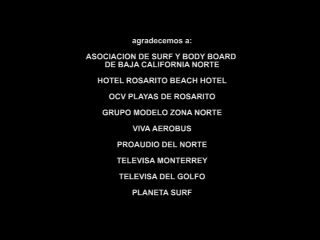 agradecemos a:
ASOCIACION DE SURF Y BODY BOARD
DE BAJA CALIFORNIA NORTE
HOTEL ROSARITO BEACH HOTEL
OCV PLAYAS DE ROSARITO
GRUPO MODELO ZONA NORTE
VIVA AEROBUS
PROAUDIO DEL NORTE
TELEVISA MONTERREY
TELEVISA DEL GOLFO
PLANETA SURF